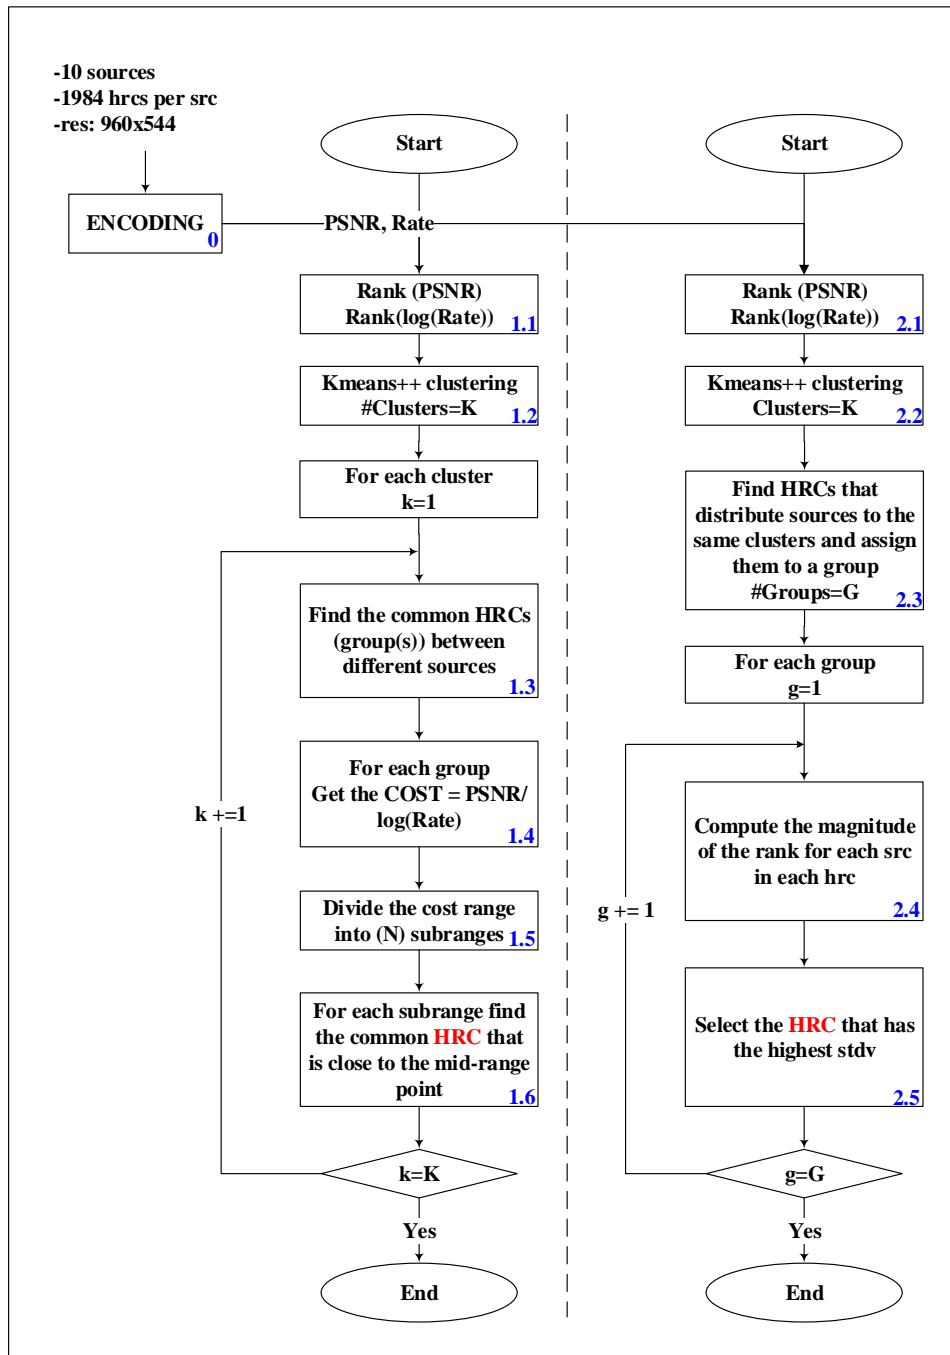 -10 sources
-1984 hrcs per src
-res: 960x544
ENCODING
0
PSNR, Rate
Start
Rank (PSNR)
Rank(log(Rate))
1.1
Kmeans++ clustering
#Clusters=K
1.2
For each cluster
k=1
Find the common HRCs
(group(s)) between
different sources
1.3
For each group
Get the COST = PSNR/
log(Rate)
1.4
k +=1
Divide the cost range
into (N) subranges
1.5
For each subrange find
the common HRC that
is close to the mid-range
point
1.6
k=K
Yes
End
Start
Rank (PSNR)
Rank(log(Rate))
2.1
Kmeans++ clustering
Clusters=K
2.2
Find HRCs that
distribute sources to the
same clusters and assign
them to a group
#Groups=G
2.3
For each group
g=1
Compute the magnitude
of the rank for each src
in each hrc
2.4
g += 1
Select the HRC that has
the highest stdv
2.5
g=G
Yes
End